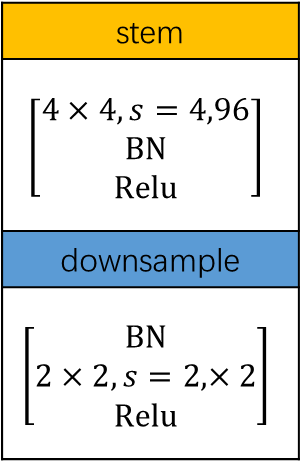 stem
4 × 4, s = 4,96
BN
Relu
downsample
BN
2 × 2, s = 2,× 2
Relu